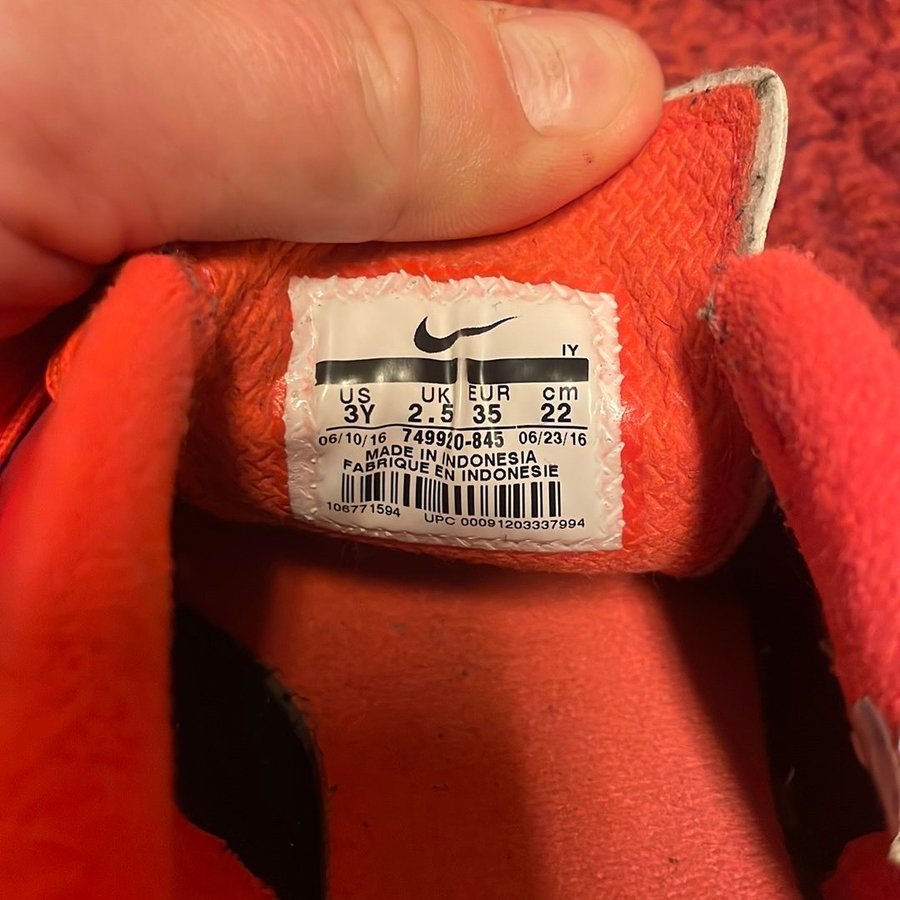 IY
US UK EUR cm
3Y 2.5 35 22
06/10/16 749920-845 06/23/16
MADE IN INDONESIA
FABRIQUE EN INDONESIE
106771594 UPC 00091203337994